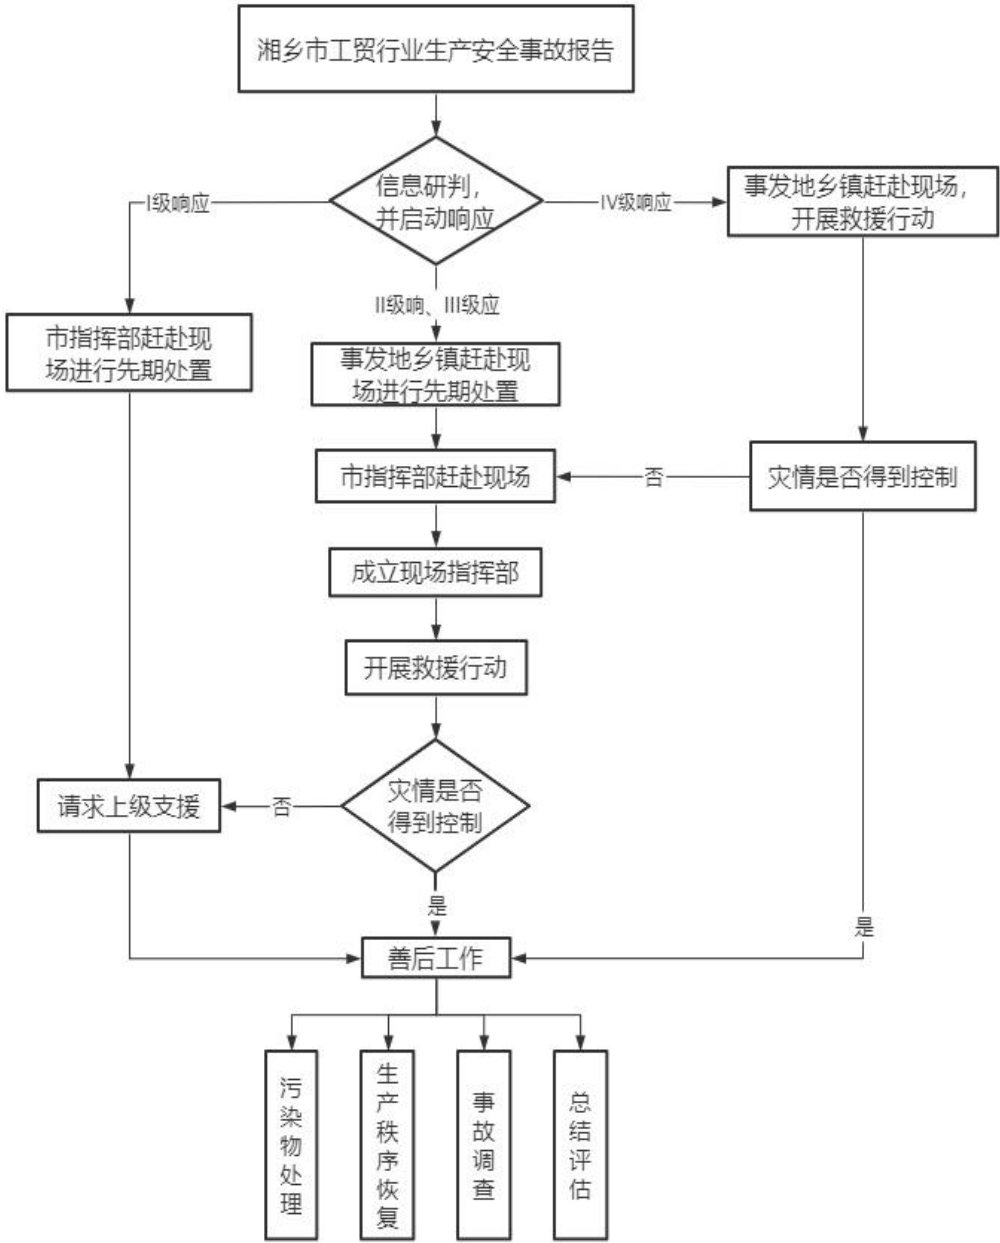 湘乡市工贸行业生产安全事故报告
信息研判，
并启动响应
I级响应
IV级响应
事发地乡镇赶赴现场，
开展救援行动
II级响、III级应
市指挥部赶赴现
场进行先期处置
事发地乡镇赶赴现
场进行先期处置
市指挥部赶赴现场
否
灾情是否得到控制
成立现场指挥部
开展救援行动
请求上级支援
否
灾情是否
得到控制
是
是
善后工作
污染物处理
生产秩序恢复
事故调查
总结评估